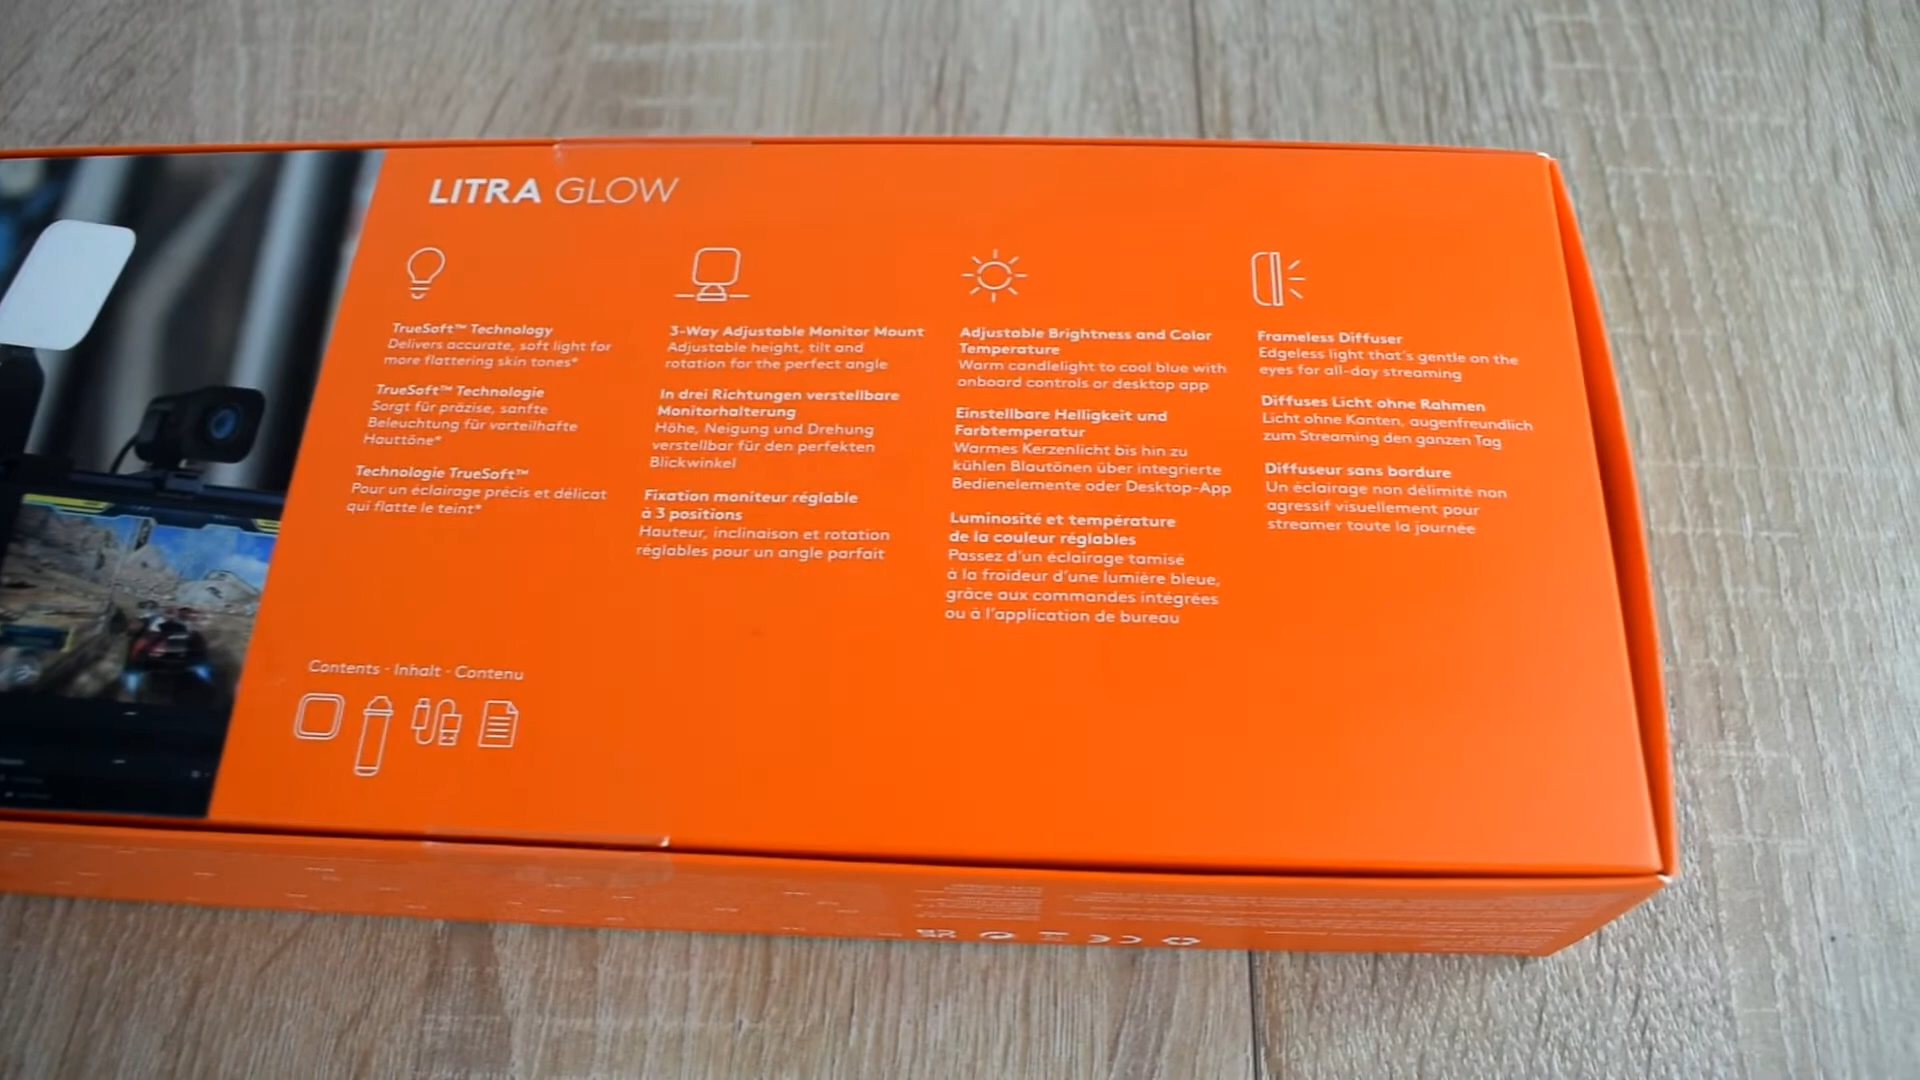 LITRA GLOW
TrueSoft™ Technology
Delivers accurate, soft light for
more flattering skin tones*
TrueSoft™ Technologie
Sorgt für präzise, sanfte
Beleuchtung für vorteilhafte
Hauttöne*
Technologie TrueSoft™
Pour un éclairage précis et délicat
qui flatte le teint*
3-Way Adjustable Monitor Mount
Adjustable height, tilt and
rotation for the perfect angle
In drei Richtungen verstellbare
Monitorhalterung
Höhe, Neigung und Drehung
verstellbar für den perfekten
Blickwinkel
Fixation moniteur réglable
à 3 positions
Hauteur, inclinaison et rotation
réglables pour un angle parfait
Adjustable Brightness and Color
Temperature
Warm candlelight to cool blue with
onboard controls or desktop app
Einstellbare Helligkeit und
Farbtemperatur
Warmes Kerzenlicht bis hin zu
kühlen Blautönen über integrierte
Bedienelemente oder Desktop-App
Luminosité et température
de la couleur réglables
Passez d'un éclairage tamisé
à la froideur d'une lumière bleue,
grâce aux commandes intégrées
ou à l'application de bureau
Frameless Diffuser
Edgeless light that's gentle on the
eyes for all-day streaming
Diffuses Licht ohne Rahmen
Licht ohne Kanten, augenfreundlich
zum Streaming den ganzen Tag
Diffuseur sans bordure
Un éclairage non délimité non
agressif visuellement pour
streamer toute la journée
Contents · Inhalt · Contenu